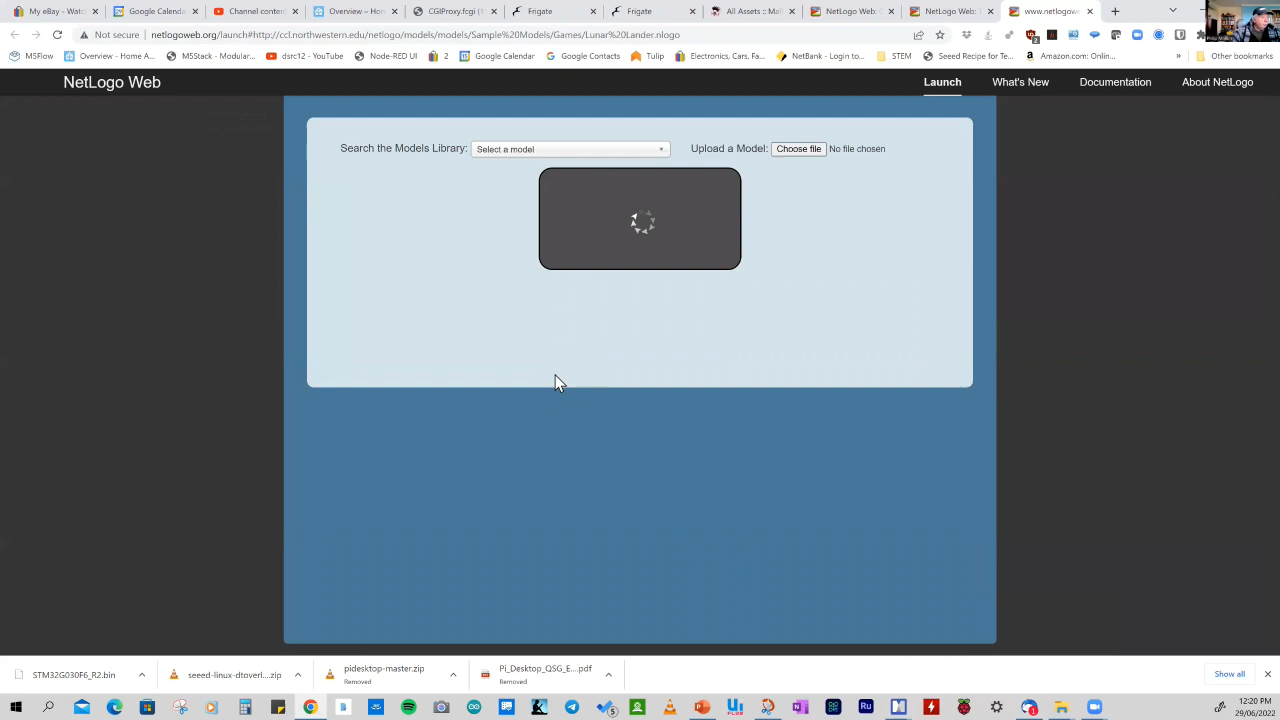 My eBay - Watc
Google Calenda
Channel conten
Overview – Hon
CGIProxy.fcgi (1
Frigate
Frigate
All Assets :: Mai
NetLogo Web: C
NetLogo Web:
www.netlogow
Not secure
netlogoweb.org/launch#http://ccl.northwestern.edu/netlogo/models/models/Sample%20Models/Games/Lunar%20Lander.nlogo
M5Flow
Overview - Home A...
M5Stack - Modular...
dsrc12 - YouTube
Node-RED UI
2
Google Calendar
Google Contacts
Tulip
Electronics, Cars, Fa...
NetBank - Login to...
STEM
Seeed Recipe for Te...
Amazon.com: Onlin...
»
Other bookmarks
NetLogo Web
Launch
What's New
Documentation
About NetLogo
Search the Models Library:
Select a model
Upload a Model:
Choose file
No file chosen
STM32G030F6_R2.bin
seeed-linux-dtoverl....zip
pidesktop-master.zip
Removed
Pi_Desktop_QSG_E....pdf
Removed
Show all
12:20 PM
29/06/2022